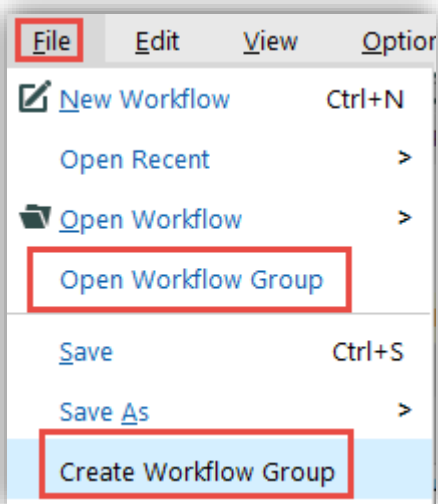 File Edit View Option
New Workflow Ctrl+N
Open Recent >
Open Workflow >
Open Workflow Group
Save Ctrl+S
Save As >
Create Workflow Group